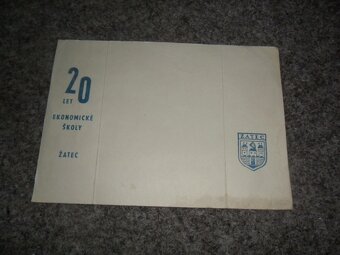 20
LET
EKONOMICKÉ
ŠKOLY
ŽATEC
ŽATEC